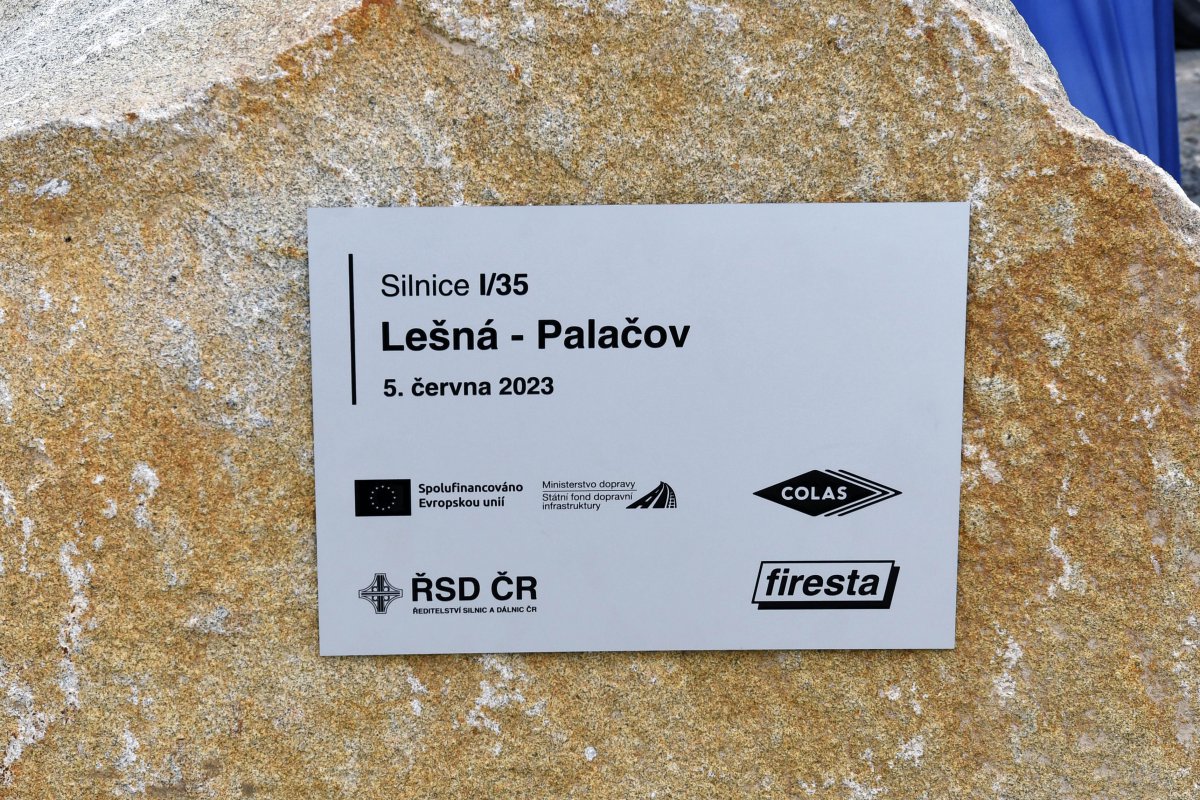 Silnice I/35
Lešná - Palačov
5. června 2023
Spolufinancováno
Evropskou unií
Ministerstvo dopravy
Státní fond dopravní
infrastruktury
COLAS
ŘSD ČR
ŘEDITELSTVÍ SILNIC A DÁLNIC ČR
firesta